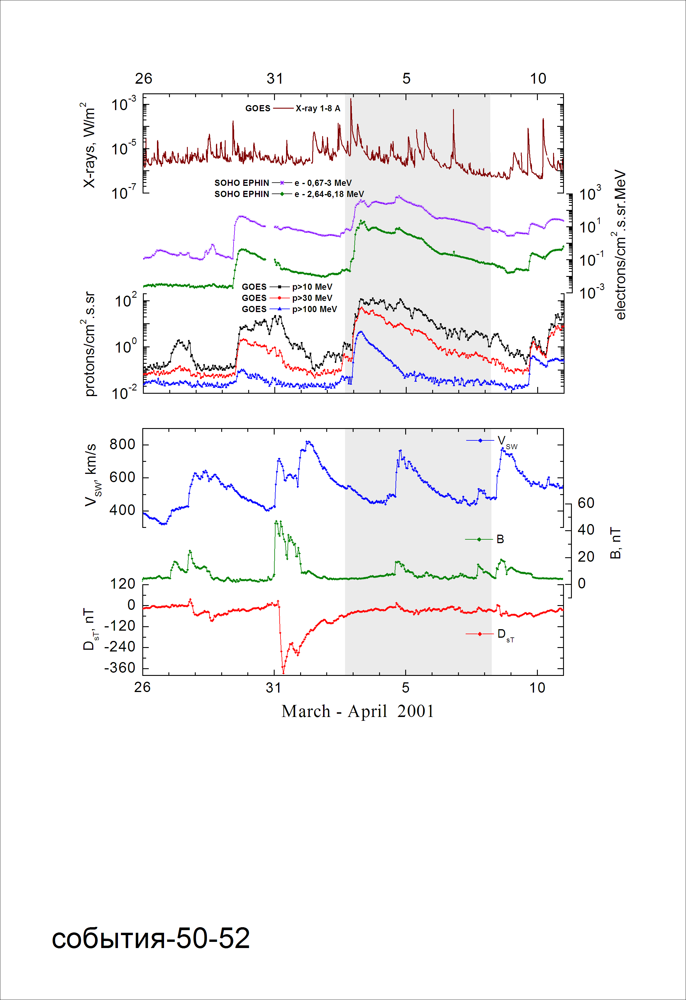 26 31 5 10
X-rays, W/m2
10-3
10-5
10-7
GOES X-ray 1-8 A
SOHO EPHIN e - 0,67-3 MeV
SOHO EPHIN e - 2,64-6,18 MeV
103
101
10-1
10-3
electrons/cm2.s.sr.MeV
GOES p>10 MeV
GOES p>30 MeV
GOES p>100 MeV
102
100
10-2
protons/cm2.s.sr
800
600
400
VSW, km/s
VSW
60
40
20
0
B, nT
B
120
0
-120
-240
-360
DsT, nT
DsT
26 31 5 10
March - April 2001
события-50-52